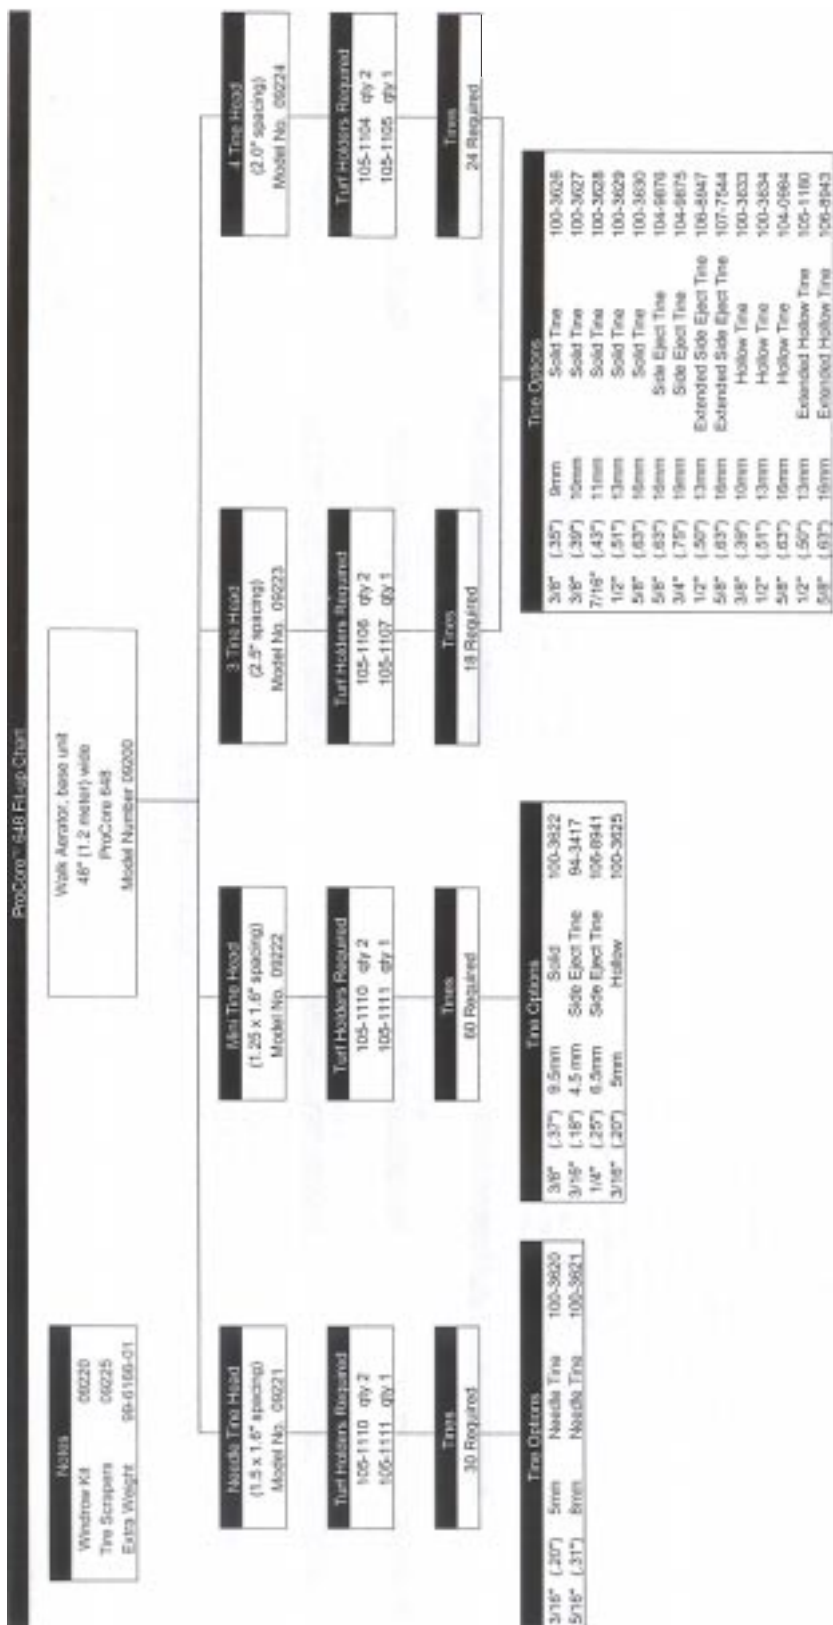 ProCore™ 648 Fit-up Chart
Notes
Windrow Kit 09220
Tire Scrapers 09225
Extra Weight 99-6166-01
Walk Aerator, base unit
48" (1.2 meter) wide
ProCore 648
Model Number 09200
Needle Tine Head
(1.5 x 1.6" spacing)
Model No. 09221
Turf Holders Required
105-1110 qty 2
105-1111 qty 1
Tines
30 Required
Tine Options
3/16" (.20") 5mm Needle Tine 100-3620
5/16" (.31") 8mm Needle Tine 100-3621
Mini Tine Head
(1.25 x 1.6" spacing)
Model No. 09222
Turf Holders Required
105-1110 qty 2
105-1111 qty 1
Tines
60 Required
Tine Options
3/8" (.37") 9.5mm Solid 100-3622
3/16" (.18") 4.5 mm Side Eject Tine 94-3417
1/4" (.25") 6.5mm Side Eject Tine 106-8941
3/16" (.20") 5mm Hollow 100-3625
3 Tine Head
(2.5" spacing)
Model No. 09223
Turf Holders Required
105-1106 qty 2
105-1107 qty 1
Tines
18 Required
4 Tine Head
(2.0" spacing)
Model No. 09224
Turf Holders Required
105-1104 qty 2
105-1105 qty 1
Tines
24 Required
Tine Options
3/8" (.35") 9mm Solid Tine 100-3626
3/8" (.39") 10mm Solid Tine 100-3627
7/16" (.43") 11mm Solid Tine 100-3628
1/2" (.51") 13mm Solid Tine 100-3629
5/8" (.63") 16mm Solid Tine 100-3630
5/8" (.63") 16mm Side Eject Tine 104-9676
3/4" (.75") 19mm Side Eject Tine 104-9675
1/2" (.50") 13mm Extended Side Eject Tine 106-8947
5/8" (.63") 16mm Extended Side Eject Tine 107-7544
3/8" (.39") 10mm Hollow Tine 100-3633
1/2" (.51") 13mm Hollow Tine 100-3634
5/8" (.63") 16mm Hollow Tine 104-0984
1/2" (.50") 13mm Extended Hollow Tine 105-1180
5/8" (.63") 16mm Extended Hollow Tine 106-8943